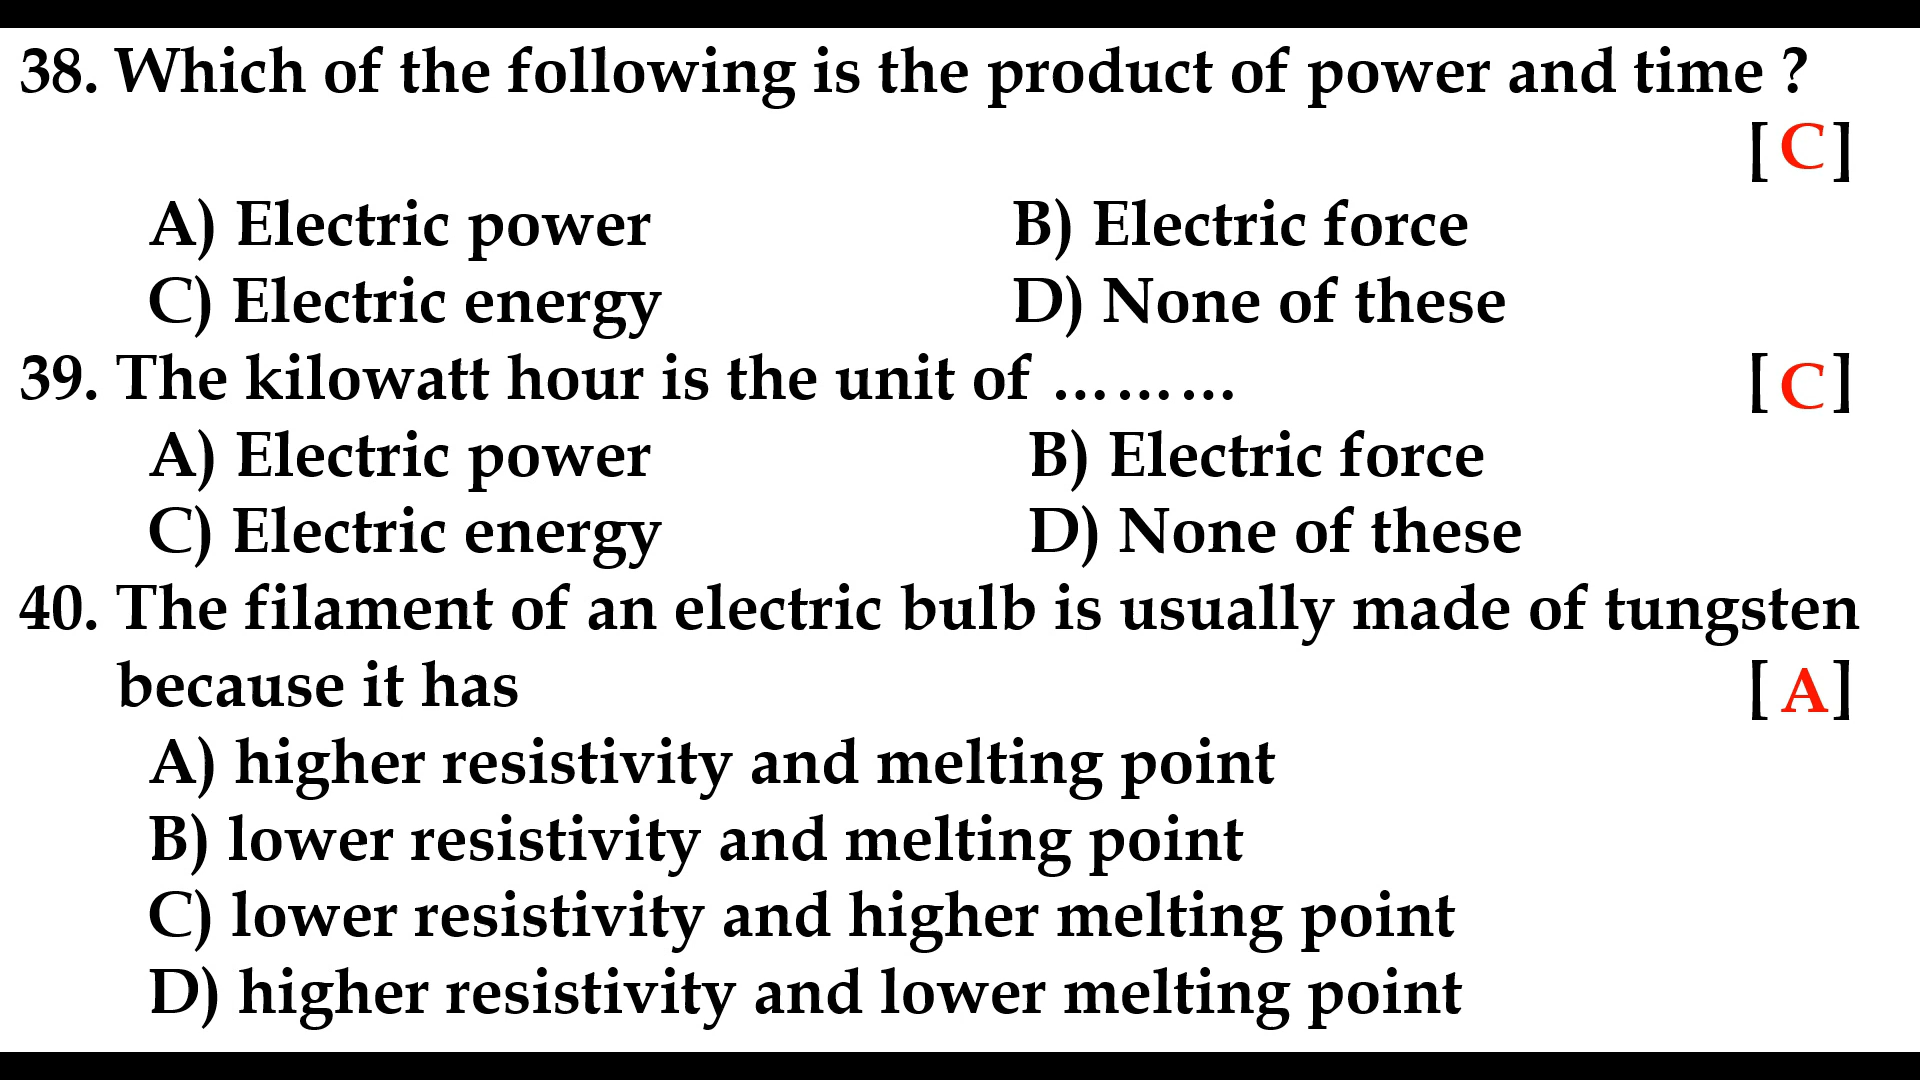 38. Which of the following is the product of power and time ?
[ C ]
A) Electric power B) Electric force
C) Electric energy D) None of these
39. The kilowatt hour is the unit of ……… [ C ]
A) Electric power B) Electric force
C) Electric energy D) None of these
40. The filament of an electric bulb is usually made of tungsten
because it has [ A ]
A) higher resistivity and melting point
B) lower resistivity and melting point
C) lower resistivity and higher melting point
D) higher resistivity and lower melting point